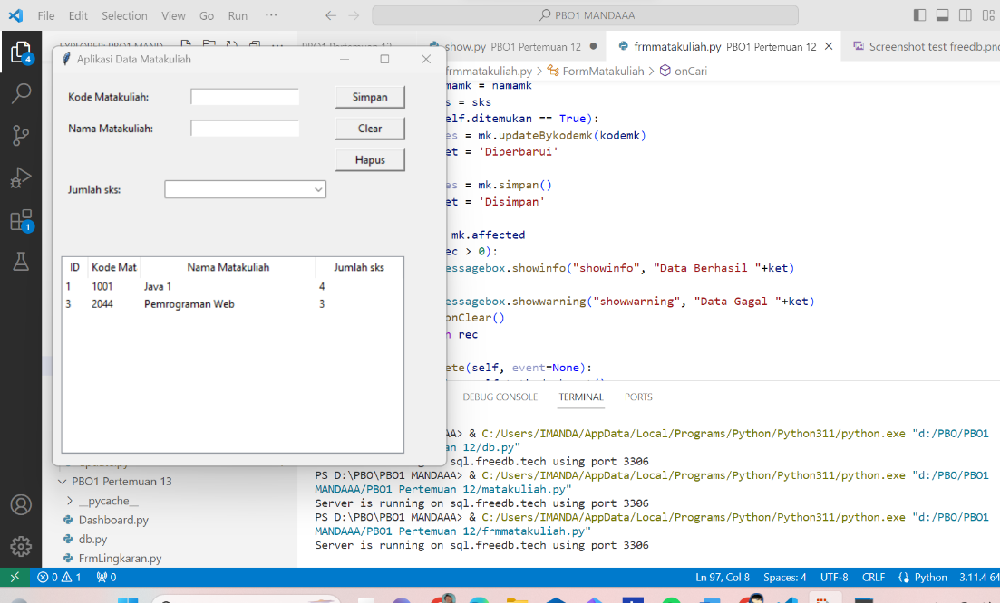 File Edit Selection View Go Run ··· PBO1 MANDAAA
EXPLORER: PBO1 MAND
PBO1 Pertemuan 12 show.py PBO1 Pertemuan 12 frmmatakuliah.py PBO1 Pertemuan 12 Screenshot test freedb.png
frmmatakuliah.py > FormMatakuliah > onCari
Aplikasi Data Matakuliah
Kode Matakuliah: Simpan
Nama Matakuliah: Clear
Hapus
Jumlah sks:
ID Kode Mat Nama Matakuliah Jumlah sks
1 1001 Java 1 4
3 2044 Pemrograman Web 3
namamk = namamk
s = sks
elf.ditemukan == True):
es = mk.updateBykodemk(kodemk)
et = 'Diperbarui'
es = mk.simpan()
et = 'Disimpan'
mk.affected
ec > 0):
essagebox.showinfo("showinfo", "Data Berhasil "+ket)
essagebox.showwarning("showwarning", "Data Gagal "+ket)
onClear()
n rec
ete(self, event=None):
DEBUG CONSOLE TERMINAL PORTS
AA> & C:/Users/IMANDA/AppData/Local/Programs/Python/Python311/python.exe "d:/PBO/PBO1
an 12/db.py"
sql.freedb.tech using port 3306
PS D:\PBO\PBO1 MANDAAA> & C:/Users/IMANDA/AppData/Local/Programs/Python/Python311/python.exe "d:/PBO/PBO1
MANDAAA/PBO1 Pertemuan 12/matakuliah.py"
Server is running on sql.freedb.tech using port 3306
PS D:\PBO\PBO1 MANDAAA> & C:/Users/IMANDA/AppData/Local/Programs/Python/Python311/python.exe "d:/PBO/PBO1
MANDAAA/PBO1 Pertemuan 12/frmmatakuliah.py"
Server is running on sql.freedb.tech using port 3306
PBO1 Pertemuan 13
__pycache__
Dashboard.py
db.py
FrmLingkaran.py
4
1
0 1 0 Ln 97, Col 8 Spaces: 4 UTF-8 CRLF Python 3.11.4 64